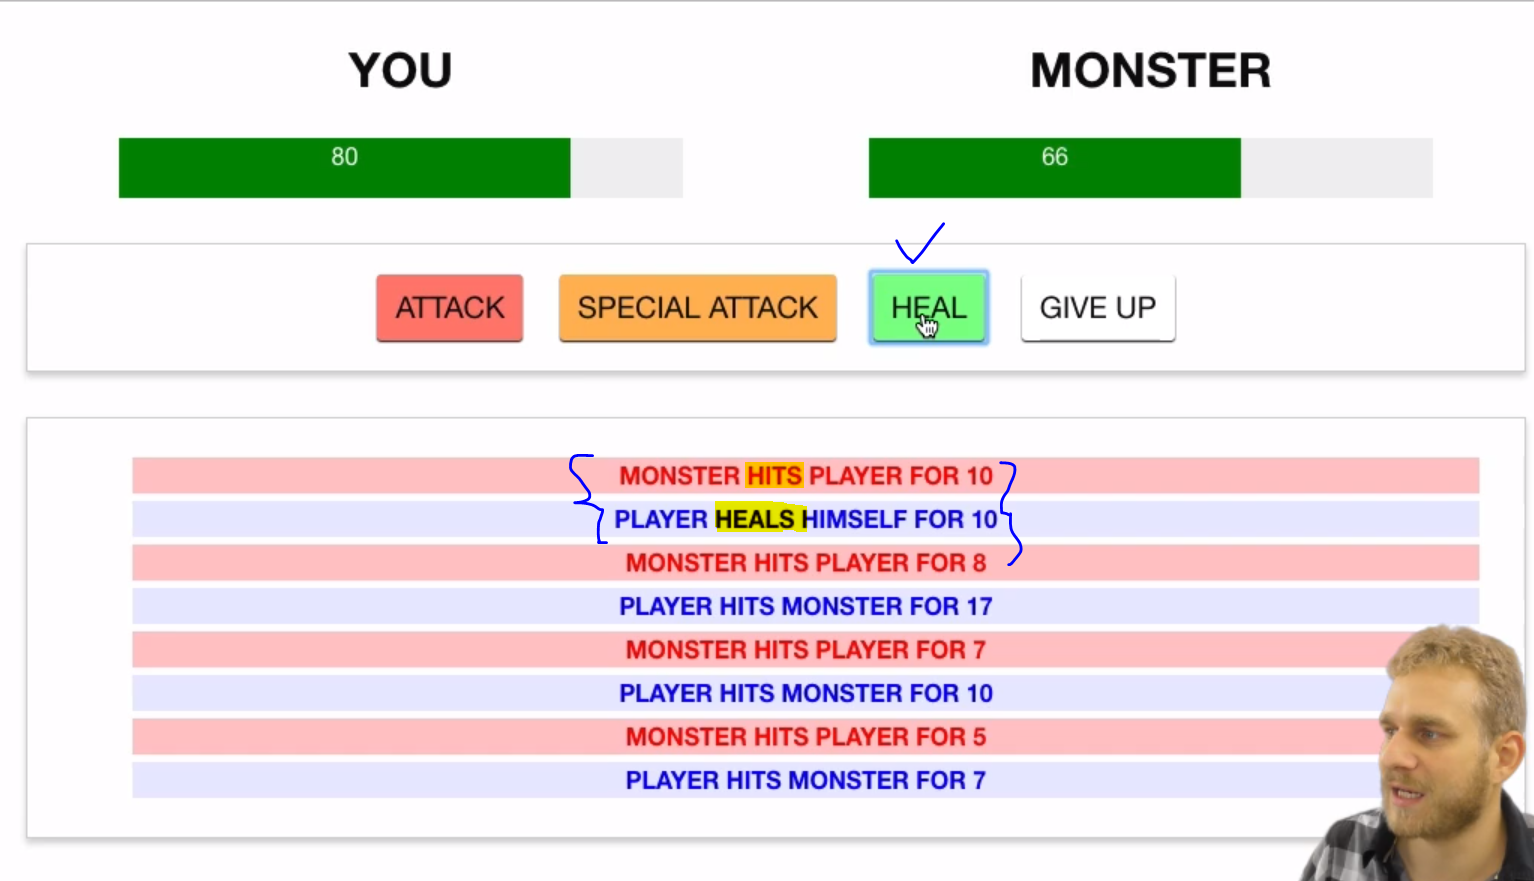 YOU MONSTER
80 66
ATTACK SPECIAL ATTACK HEAL GIVE UP
MONSTER HITS PLAYER FOR 10
PLAYER HEALS HIMSELF FOR 10
MONSTER HITS PLAYER FOR 8
PLAYER HITS MONSTER FOR 17
MONSTER HITS PLAYER FOR 7
PLAYER HITS MONSTER FOR 10
MONSTER HITS PLAYER FOR 5
PLAYER HITS MONSTER FOR 7